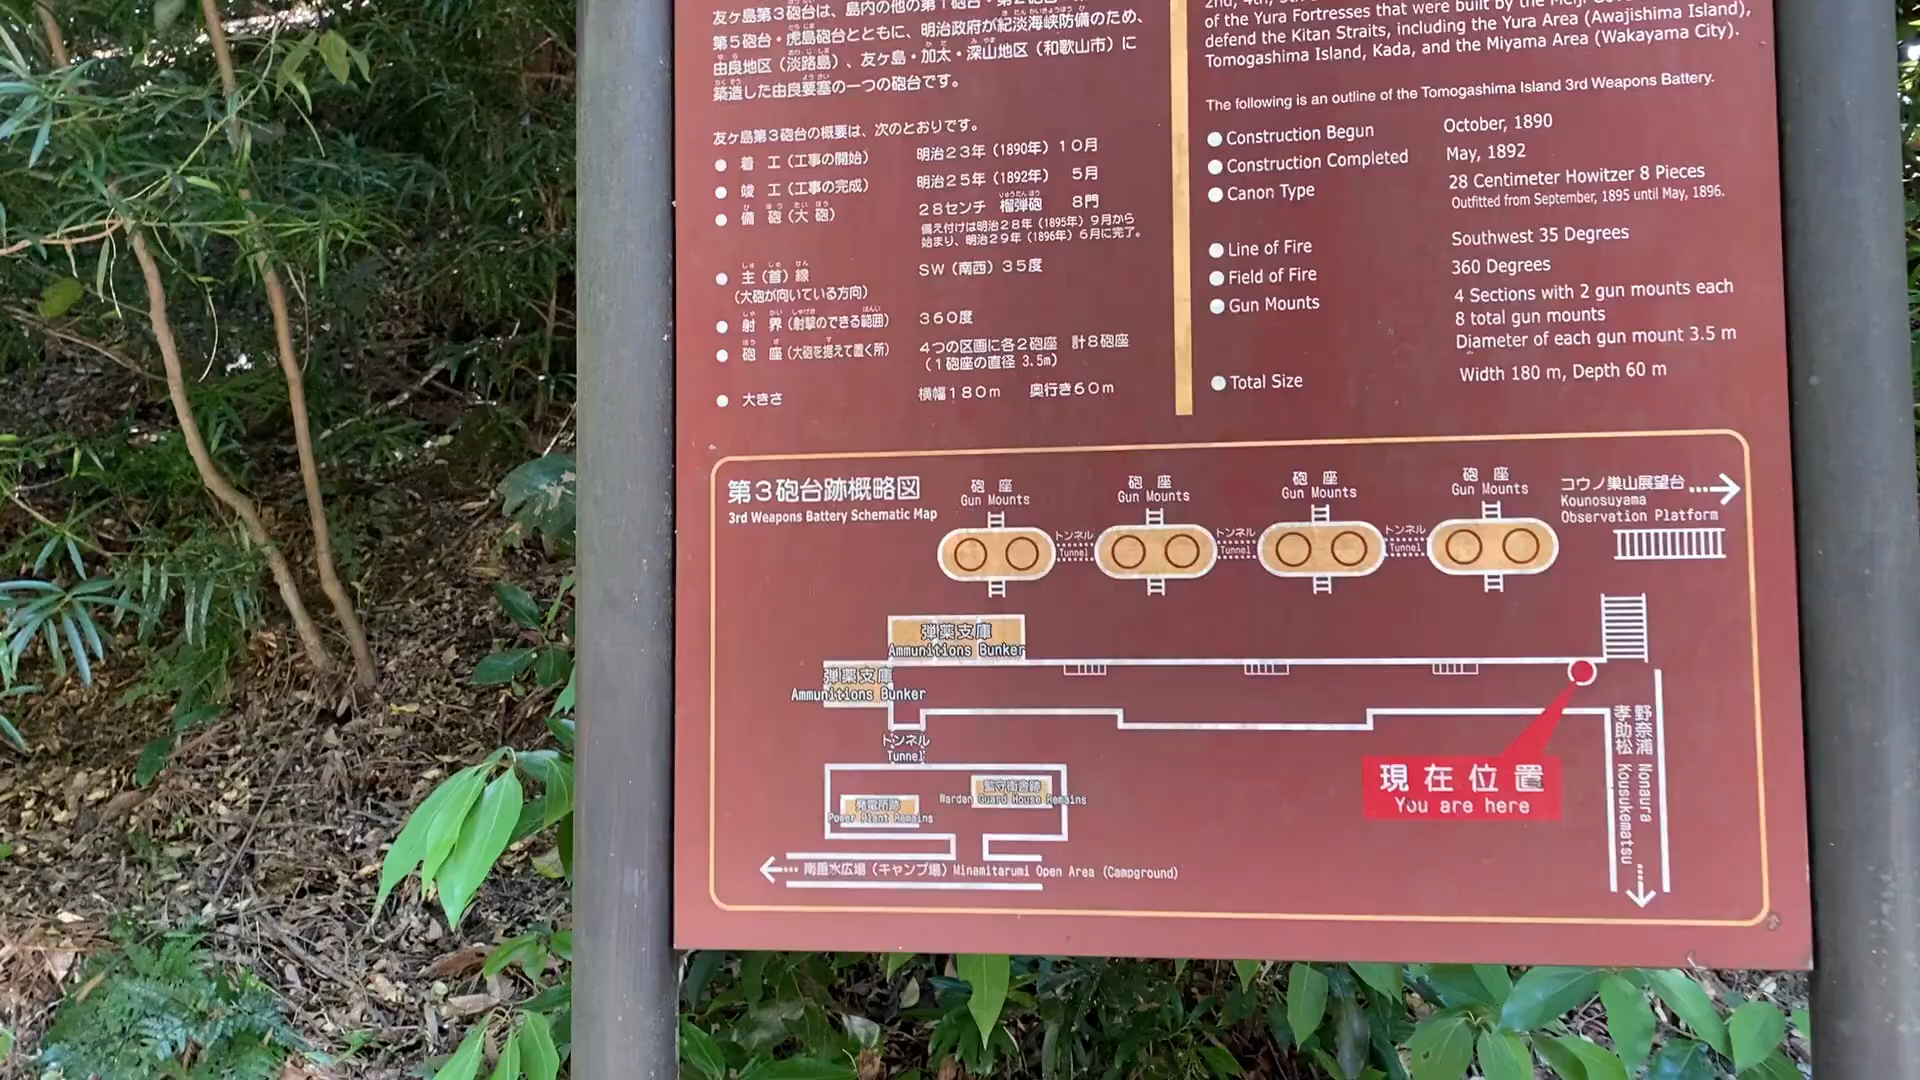 友ヶ島第3砲台は、島内の他の第1砲台・第2砲台
第5砲台・虎島砲台とともに、明治政府が紀淡海峡防備のため、
由良地区（淡路島）、友ヶ島・加太・深山地区（和歌山市）に
築造した由良要塞の一つの砲台です。
友ヶ島第3砲台の概要は、次のとおりです。
● 着 工（工事の開始） 明治23年（1890年）10月
● 竣 工（工事の完成） 明治25年（1892年） 5月
● 備 砲（大 砲） 28センチ 榴弾砲 8門
備え付けは明治28年（1895年）9月から
始まり、明治29年（1896年）6月に完了。
● 主（首）線 SW（南西）35度
（大砲が向いている方向）
● 射 界（射撃のできる範囲） 360度
● 砲 座（大砲を据えて置く所） 4つの区画に各2砲座 計8砲座
（1砲座の直径 3.5m）
● 大きさ 横幅180m 奥行き60m
of the Yura Fortresses that were built by the Meiji
defend the Kitan Straits, including the Yura Area (Awajishima Island),
Tomogashima Island, Kada, and the Miyama Area (Wakayama City).
The following is an outline of the Tomogashima Island 3rd Weapons Battery.
● Construction Begun October, 1890
● Construction Completed May, 1892
● Canon Type 28 Centimeter Howitzer 8 Pieces
Outfitted from September, 1895 until May, 1896.
● Line of Fire Southwest 35 Degrees
● Field of Fire 360 Degrees
● Gun Mounts 4 Sections with 2 gun mounts each
8 total gun mounts
Diameter of each gun mount 3.5 m
● Total Size Width 180 m, Depth 60 m
第3砲台跡概略図
3rd Weapons Battery Schematic Map
砲 座
Gun Mounts
砲 座
Gun Mounts
砲 座
Gun Mounts
砲 座
Gun Mounts
コウノ巣山展望台
Kounosuyama
Observation Platform
トンネル
Tunnel
トンネル
Tunnel
トンネル
Tunnel
弾薬支庫
Ammunitions Bunker
弾薬支庫
Ammunitions Bunker
トンネル
Tunnel
監守衛舎跡
Warden Guard House Remains
発電所跡
Power Plant Remains
現在位置
You are here
野奈浦 Nonaura
孝助松 Kousukematsu
南垂水広場（キャンプ場）Minamitarumi Open Area (Campground)